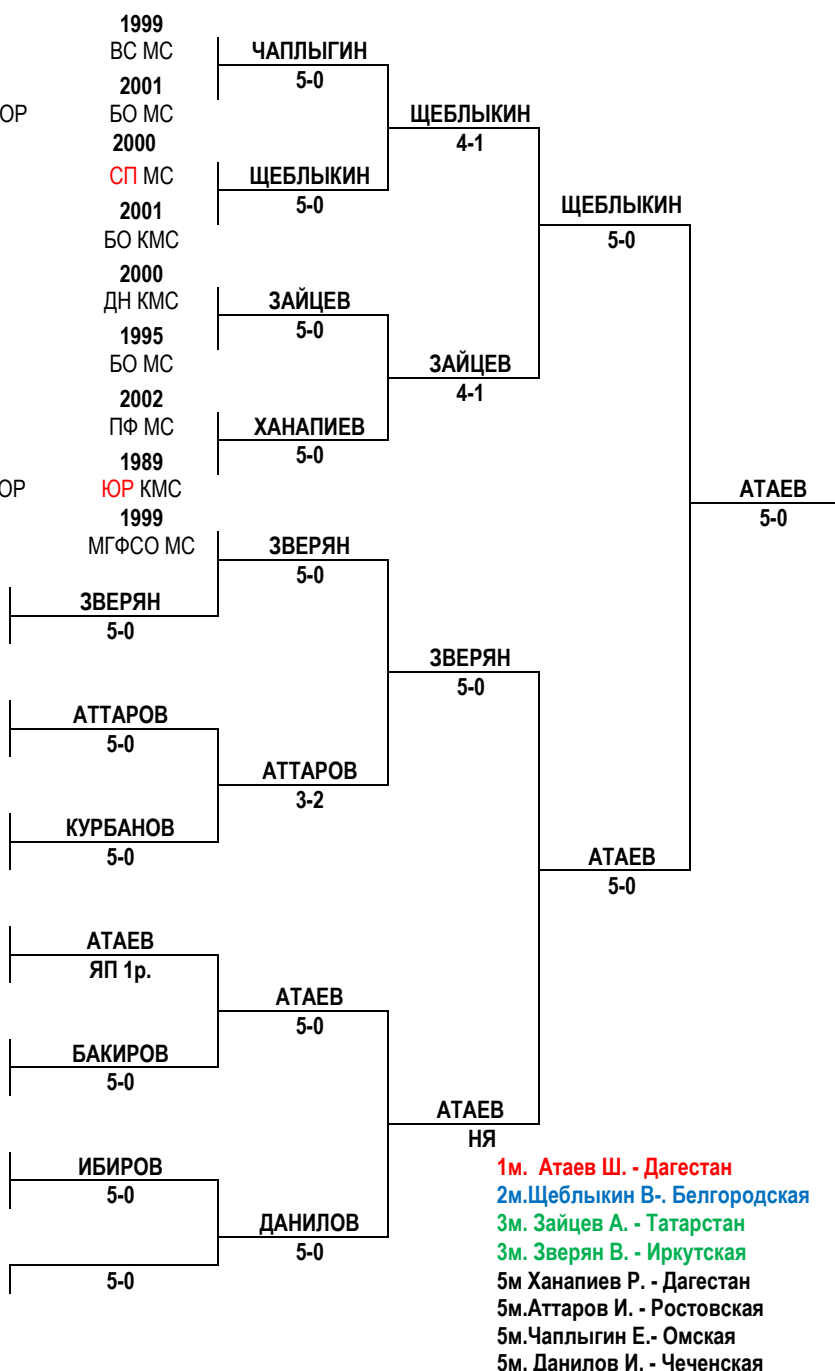 1999
ВС МС
ЧАПЛЫГИН
5-0
2001
ОР БО МС
ЩЕБЛЫКИН
4-1
2000
СП МС
ЩЕБЛЫКИН
5-0
2001
БО КМС
ЩЕБЛЫКИН
5-0
2000
ДН КМС
ЗАЙЦЕВ
5-0
1995
БО МС
ЗАЙЦЕВ
4-1
2002
ПФ МС
ХАНАПИЕВ
5-0
1989
ОР ЮР КМС
АТАЕВ
5-0
1999
МГФСО МС
ЗВЕРЯН
5-0
ЗВЕРЯН
5-0
ЗВЕРЯН
5-0
АТТАРОВ
5-0
АТТАРОВ
3-2
КУРБАНОВ
5-0
АТАЕВ
5-0
АТАЕВ
ЯП 1р.
АТАЕВ
5-0
БАКИРОВ
5-0
АТАЕВ
НЯ
ИБИРОВ
5-0
ДАНИЛОВ
5-0
5-0
1м. Атаев Ш. - Дагестан
2м.Щеблыкин В-. Белгородская
3м. Зайцев А. - Татарстан
3м. Зверян В. - Иркутская
5м Ханапиев Р. - Дагестан
5м.Аттаров И. - Ростовская
5м.Чаплыгин Е.- Омская
5м. Данилов И. - Чеченская